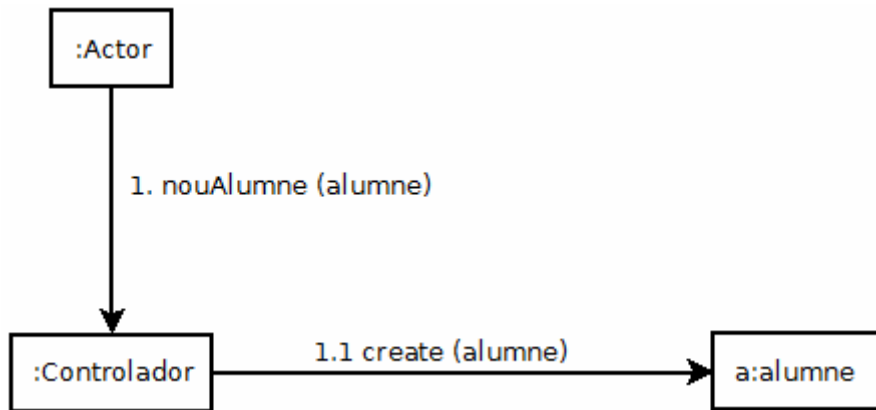 :Actor
1. nouAlumne (alumne)
:Controlador
1.1 create (alumne)
a:alumne